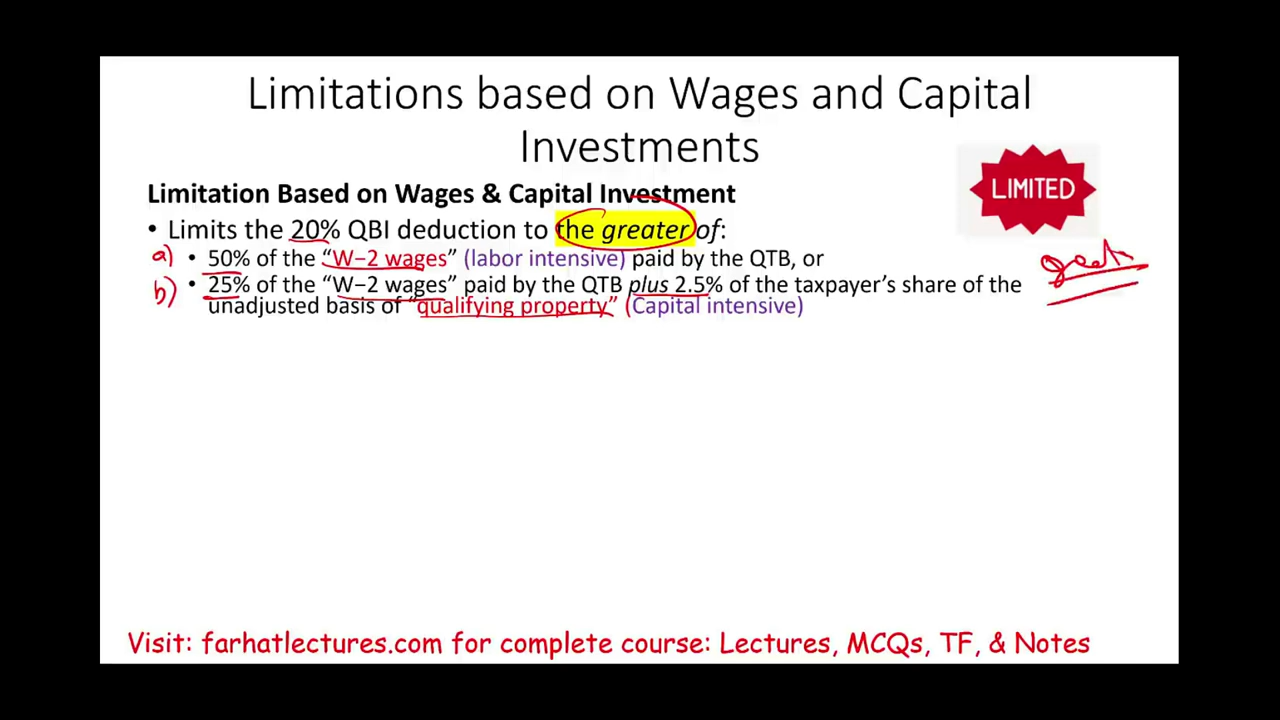 Limitations based on Wages and Capital
Investments
LIMITED
Limitation Based on Wages & Capital Investment
• Limits the 20% QBI deduction to the greater of:
a) • 50% of the “W–2 wages” (labor intensive) paid by the QTB, or
b) • 25% of the “W–2 wages” paid by the QTB plus 2.5% of the taxpayer’s share of the
unadjusted basis of “qualifying property” (Capital intensive)
Visit: farhatlectures.com for complete course: Lectures, MCQs, TF, & Notes